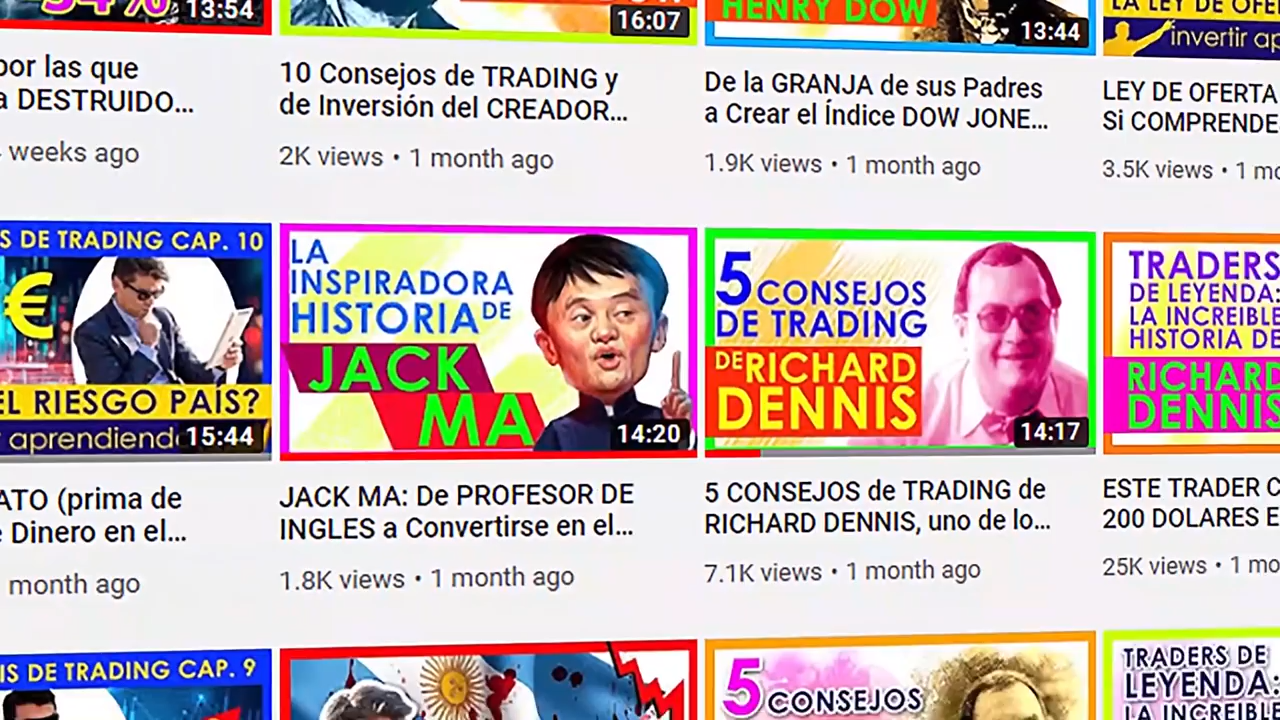 13:54
por las que
a DESTRUIDO...
weeks ago
16:07
10 Consejos de TRADING y
de Inversión del CREADOR...
2K views • 1 month ago
HENRY DOW
13:44
De la GRANJA de sus Padres
a Crear el Índice DOW JONE...
1.9K views • 1 month ago
LA LEY DE OFE
invertir ap
LEY DE OFERTA
Si COMPRENDE
3.5K views • 1 mo
S DE TRADING CAP. 10
€
EL RIESGO PAÍS?
aprendiend
15:44
ATO (prima de
e Dinero en el...
month ago
LA
INSPIRADORA
HISTORIA DE
JACK
MA
14:20
JACK MA: De PROFESOR DE
INGLES a Convertirse en el...
1.8K views • 1 month ago
5 CONSEJOS
DE TRADING
DE RICHARD
DENNIS
14:17
5 CONSEJOS de TRADING de
RICHARD DENNIS, uno de lo...
7.1K views • 1 month ago
TRADERS
DE LEYENDA:
LA INCREIBLE
HISTORIA DE
RICHARD
DENNIS
ESTE TRADER C
200 DOLARES E
25K views • 1 mo
IS DE TRADING CAP. 9
5 CONSEJOS
TRADERS DE
LEYENDA:
LA INCREIBLE